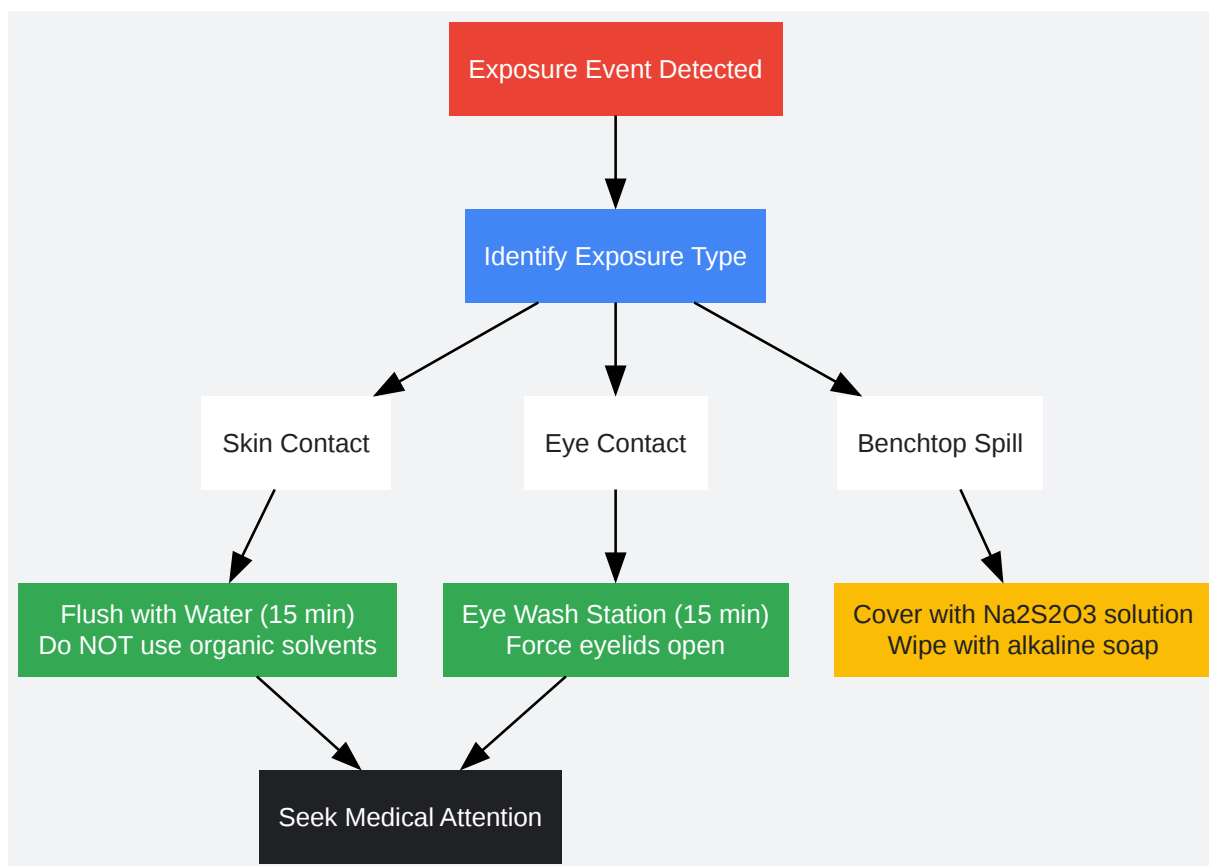 Exposure Event Detected
Identify Exposure Type
Skin Contact
Eye Contact
Benchtop Spill
Flush with Water (15 min)
Do NOT use organic solvents
Eye Wash Station (15 min)
Force eyelids open
Cover with Na2S2O3 solution
Wipe with alkaline soap
Seek Medical Attention